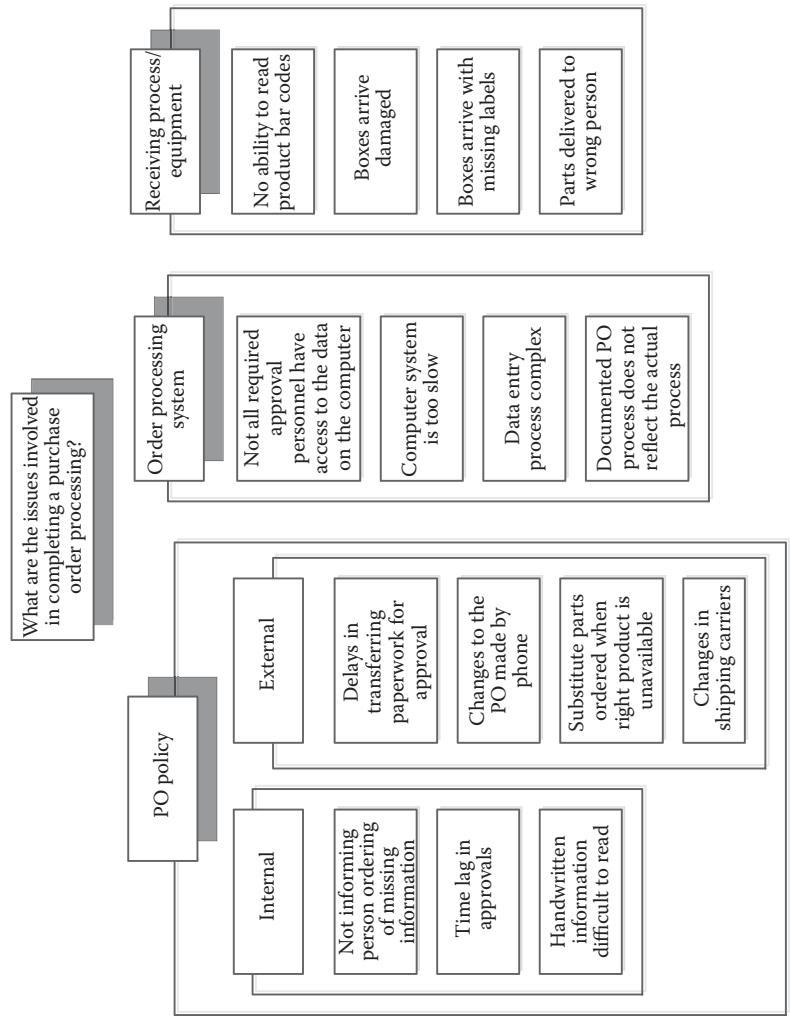 What are the issues involved
in completing a purchase
order processing?
PO policy
Internal
Not informing
person ordering
of missing
information
Time lag in
approvals
Handwritten
information
difficult to read
External
Delays in
transferring
paperwork for
approval
Changes to the
PO made by
phone
Substitute parts
ordered when
right product is
unavailable
Changes in
shipping carriers
Order processing
system
Not all required
approval
personnel have
access to the data
on the computer
Computer system
is too slow
Data entry
process complex
Documented PO
process does not
reflect the actual
process
Receiving process/
equipment
No ability to read
product bar codes
Boxes arrive
damaged
Boxes arrive with
missing labels
Parts delivered to
wrong person